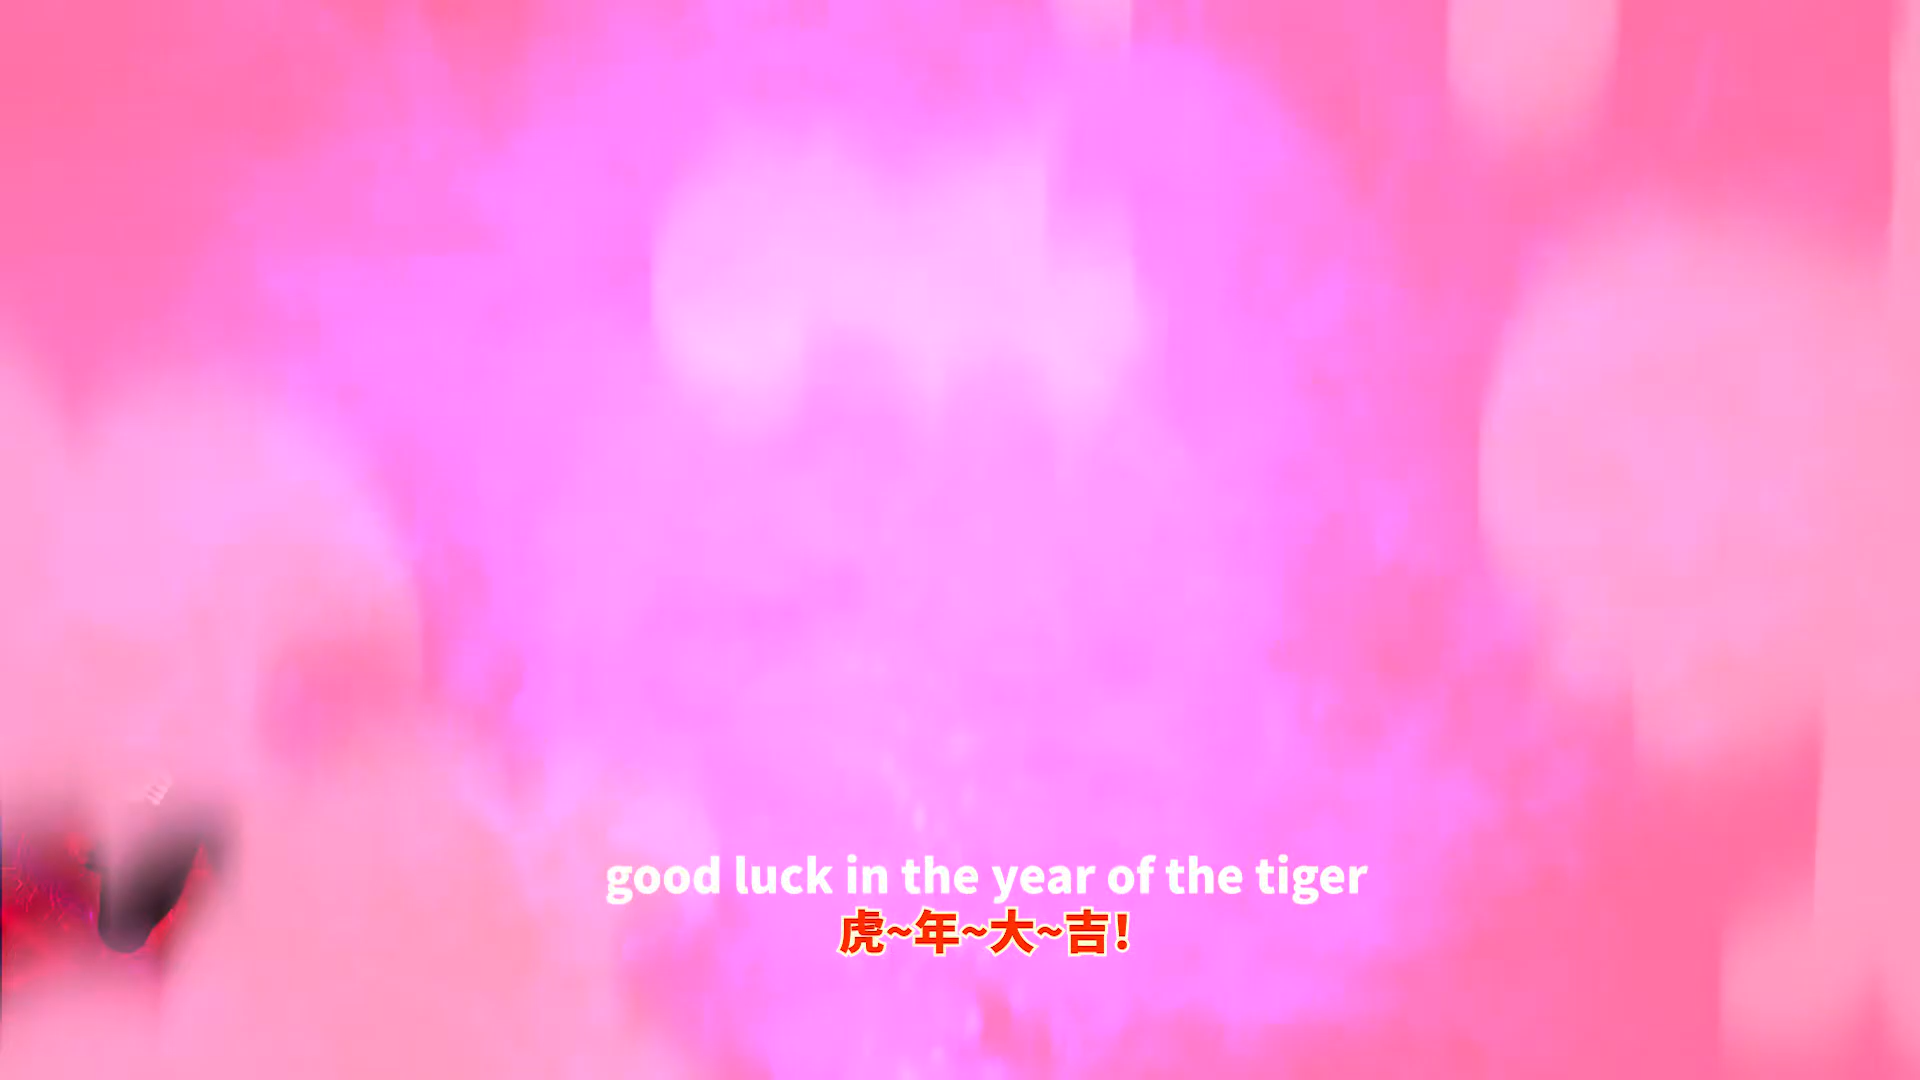 good luck in the year of the tiger
虎~年~大~吉!